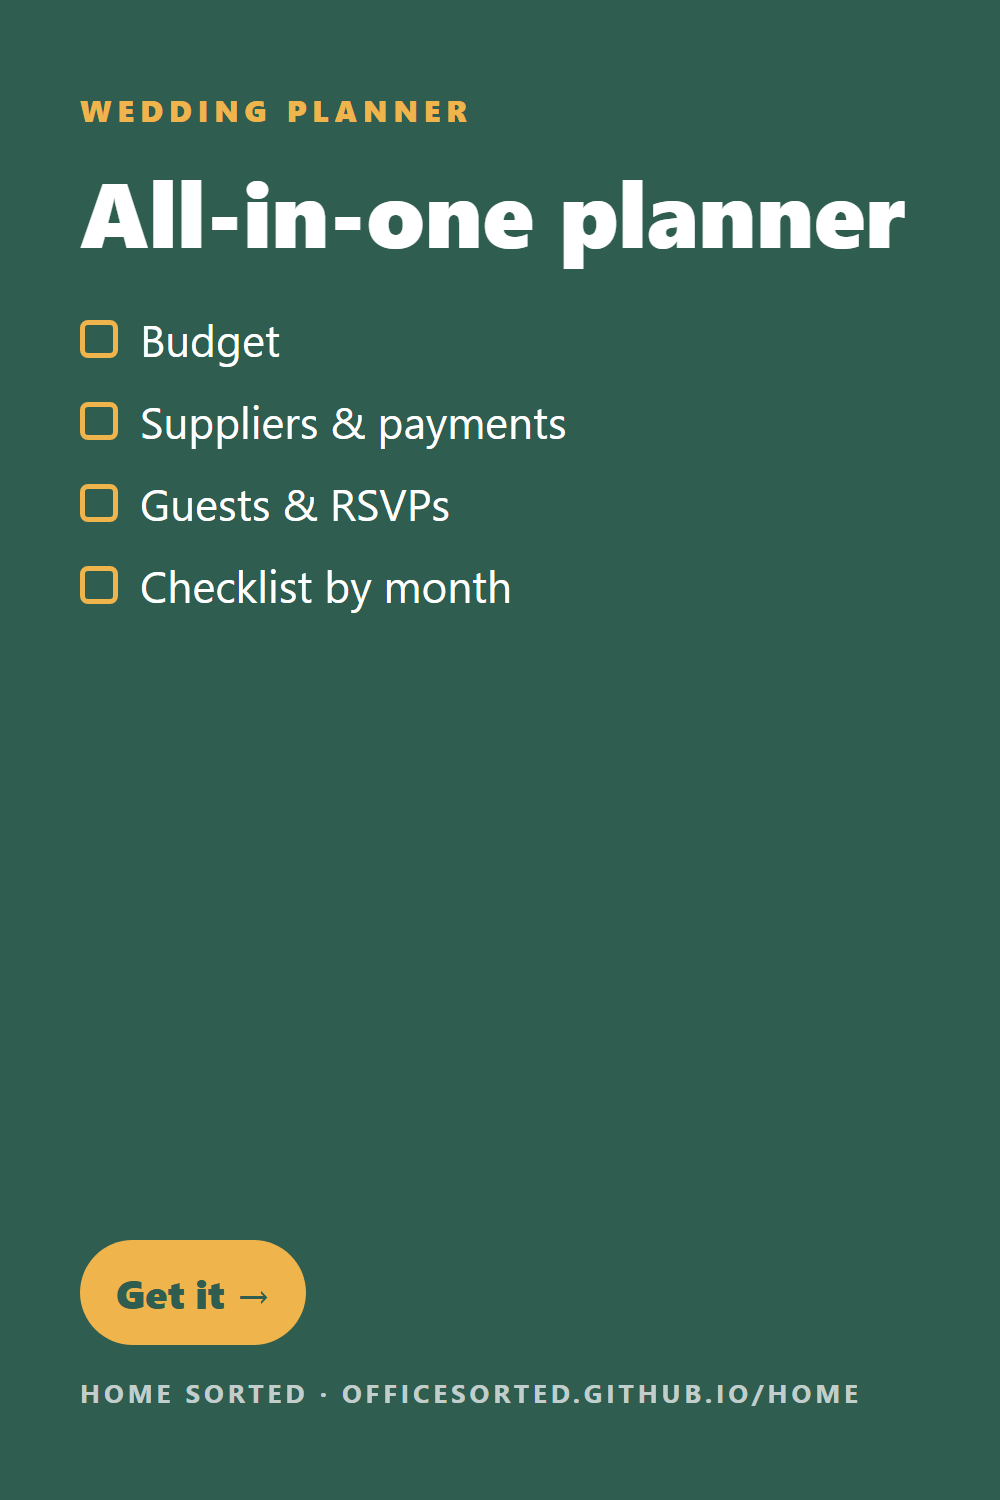 WEDDING PLANNER
All-in-one planner
Budget
Suppliers & payments
Guests & RSVPs
Checklist by month
Get it →
HOME SORTED · OFFICESORTED.GITHUB.IO/HOME